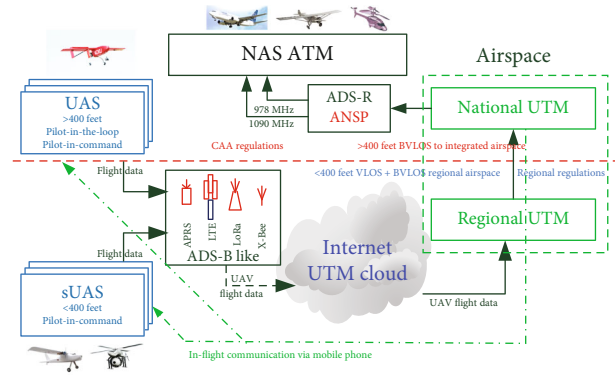 NAS ATM
Airspace
UAS
>400 feet
Pilot-in-the-loop
Pilot-in-command
978 MHz
1090 MHz
ADS-R
ANSP
National UTM
CAA regulations
>400 feet BVLOS to integrated airspace
<400 feet VLOS + BVLOS regional airspace
Regional regulations
Flight data
APRS
LTE
LoRa
X-Bee
ADS-B like
Flight data
UAV
flight data
Internet
UTM cloud
Regional UTM
UAV flight data
sUAS
<400 feet
Pilot-in-command
In-flight communication via mobile phone